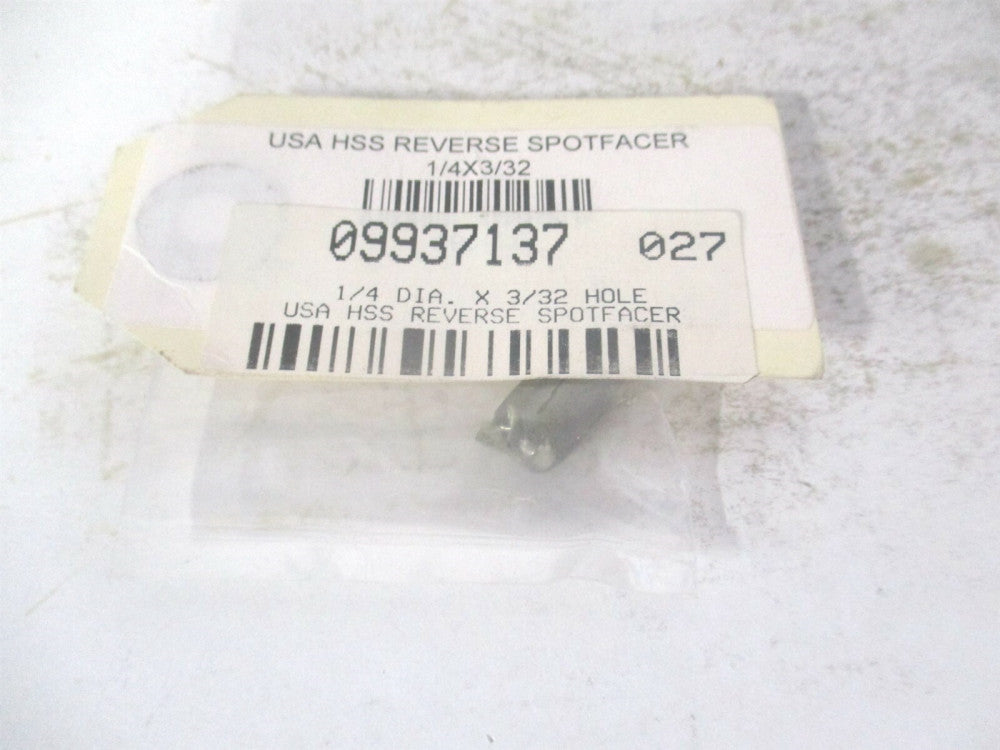 USA HSS REVERSE SPOTFACER
1/4X3/32
09937137 027
1/4 DIA. X 3/32 HOLE
USA HSS REVERSE SPOTFACER